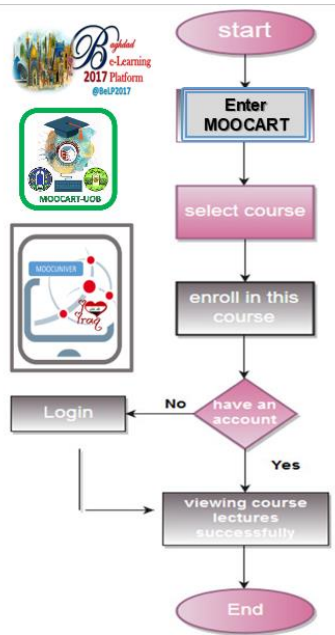 start
Baghdad
e-Learning
2017 Platform
@BeLP2017
Enter
MOOCART
MOOCART-UOB
select course
MOOCUNIVER
Iraq
enroll in this
course
have an
account
No
Login
Yes
viewing course
lectures
successfully
End